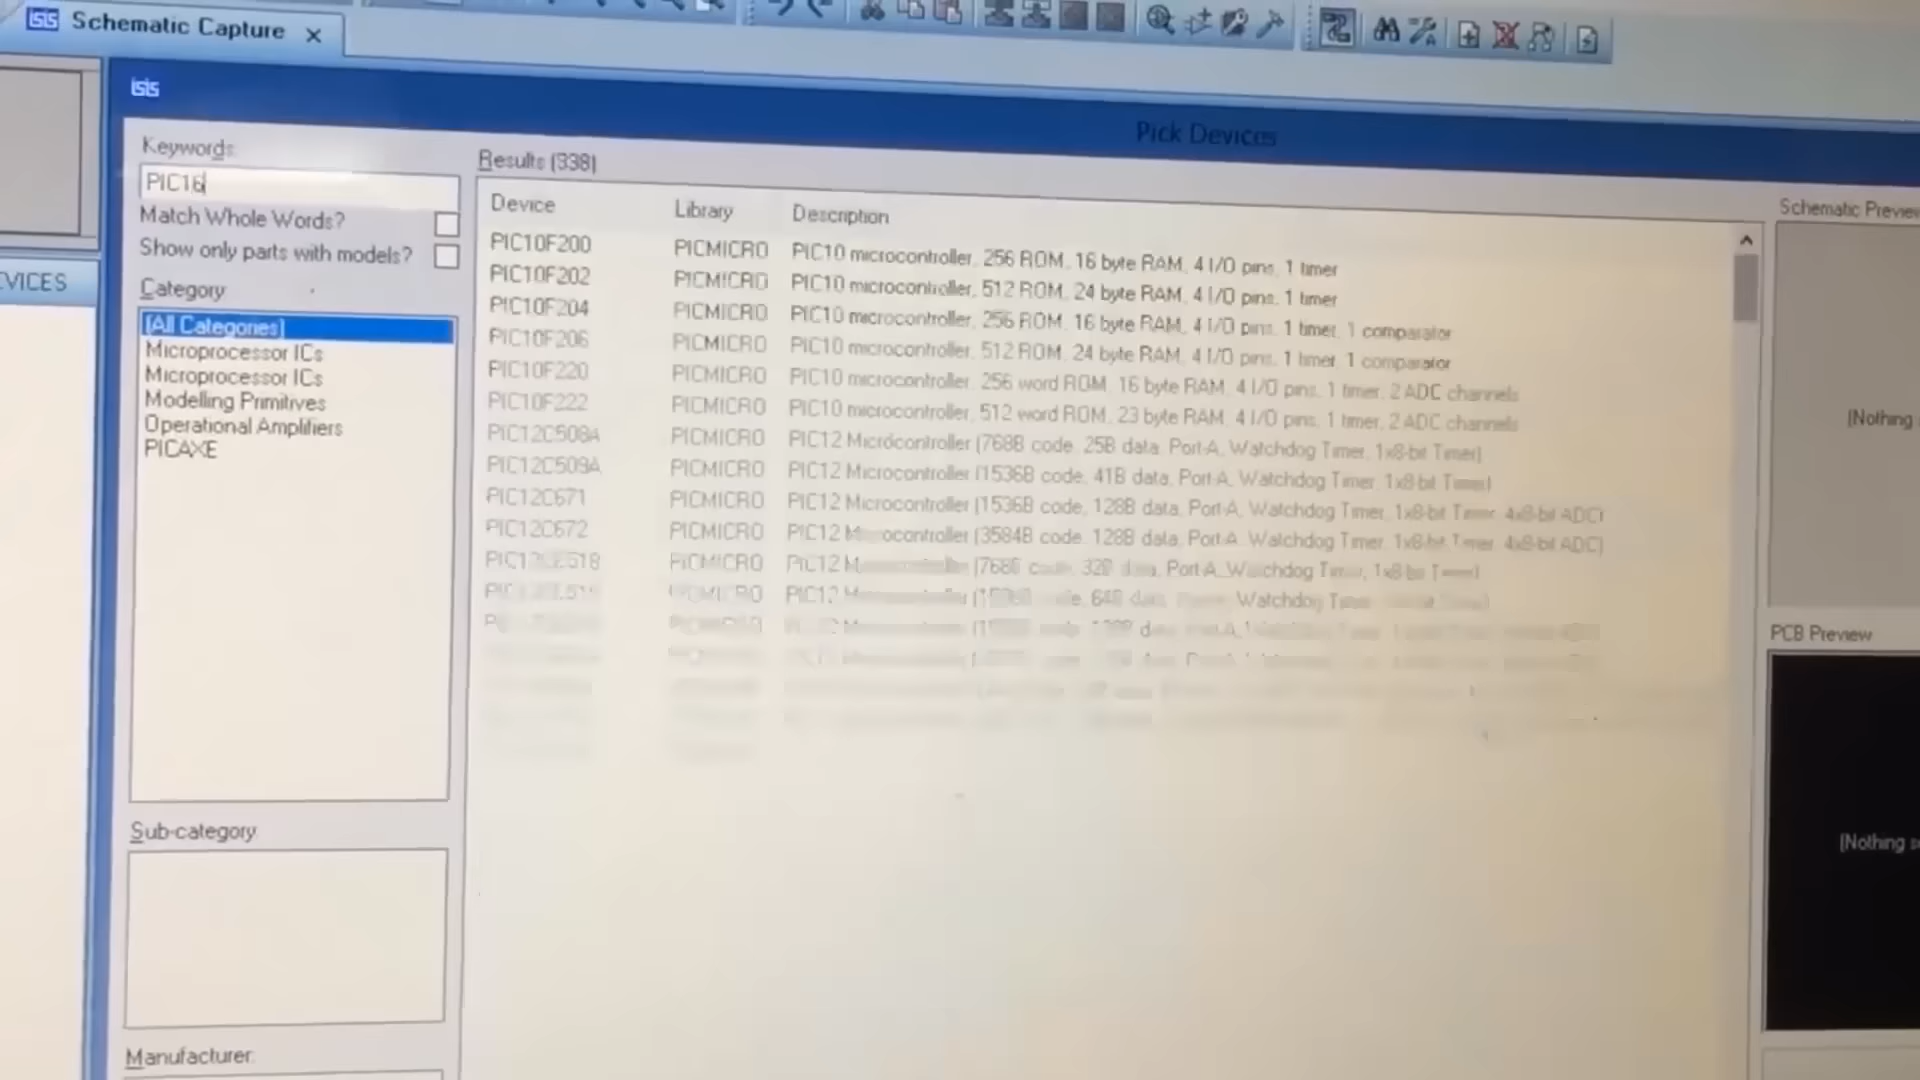 isis Schematic Capture X
isis
Pick Devices
Keywords:
PIC16
Match Whole Words?
Show only parts with models?
Category
(All Categories)
Microprocessor ICs
Microprocessor ICs
Modelling Primitives
Operational Amplifiers
PICAXE
Sub-category
Manufacturer:
VICES
Results (338)
Device Library Description
PIC10F200 PICMICRO PIC10 microcontroller, 256 ROM, 16 byte RAM, 4 I/O pins, 1 timer
PIC10F202 PICMICRO PIC10 microcontroller, 512 ROM, 24 byte RAM, 4 I/O pins, 1 timer
PIC10F204 PICMICRO PIC10 microcontroller, 256 ROM, 16 byte RAM, 4 I/O pins, 1 timer, 1 comparator
PIC10F206 PICMICRO PIC10 microcontroller, 512 ROM, 24 byte RAM, 4 I/O pins, 1 timer, 1 comparator
PIC10F220 PICMICRO PIC10 microcontroller, 256 word ROM, 16 byte RAM, 4 I/O pins, 1 timer, 2 ADC channels
PIC10F222 PICMICRO PIC10 microcontroller, 512 word ROM, 23 byte RAM, 4 I/O pins, 1 timer, 2 ADC channels
PIC12C508A PICMICRO PIC12 Microcontroller (768B code, 25B data, Port-A, Watchdog Timer, 1x8-bit Timer)
PIC12C509A PICMICRO PIC12 Microcontroller (1536B code, 41B data, Port-A, Watchdog Timer, 1x8-bit Timer)
PIC12C671 PICMICRO PIC12 Microcontroller (1536B code, 128B data, Port-A, Watchdog Timer, 1x8-bit Timer, 4x8-bit ADC)
PIC12C672 PICMICRO PIC12 Microcontroller (3584B code, 128B data, Port-A, Watchdog Timer, 1x8-bit Timer, 4x8-bit ADC)
PICMICRO PIC12 Port-A, Watchdog Timer, 1x8-bit
PIC12 Watchdog
Schematic Preview
(Nothing
PCB Preview
(Nothing